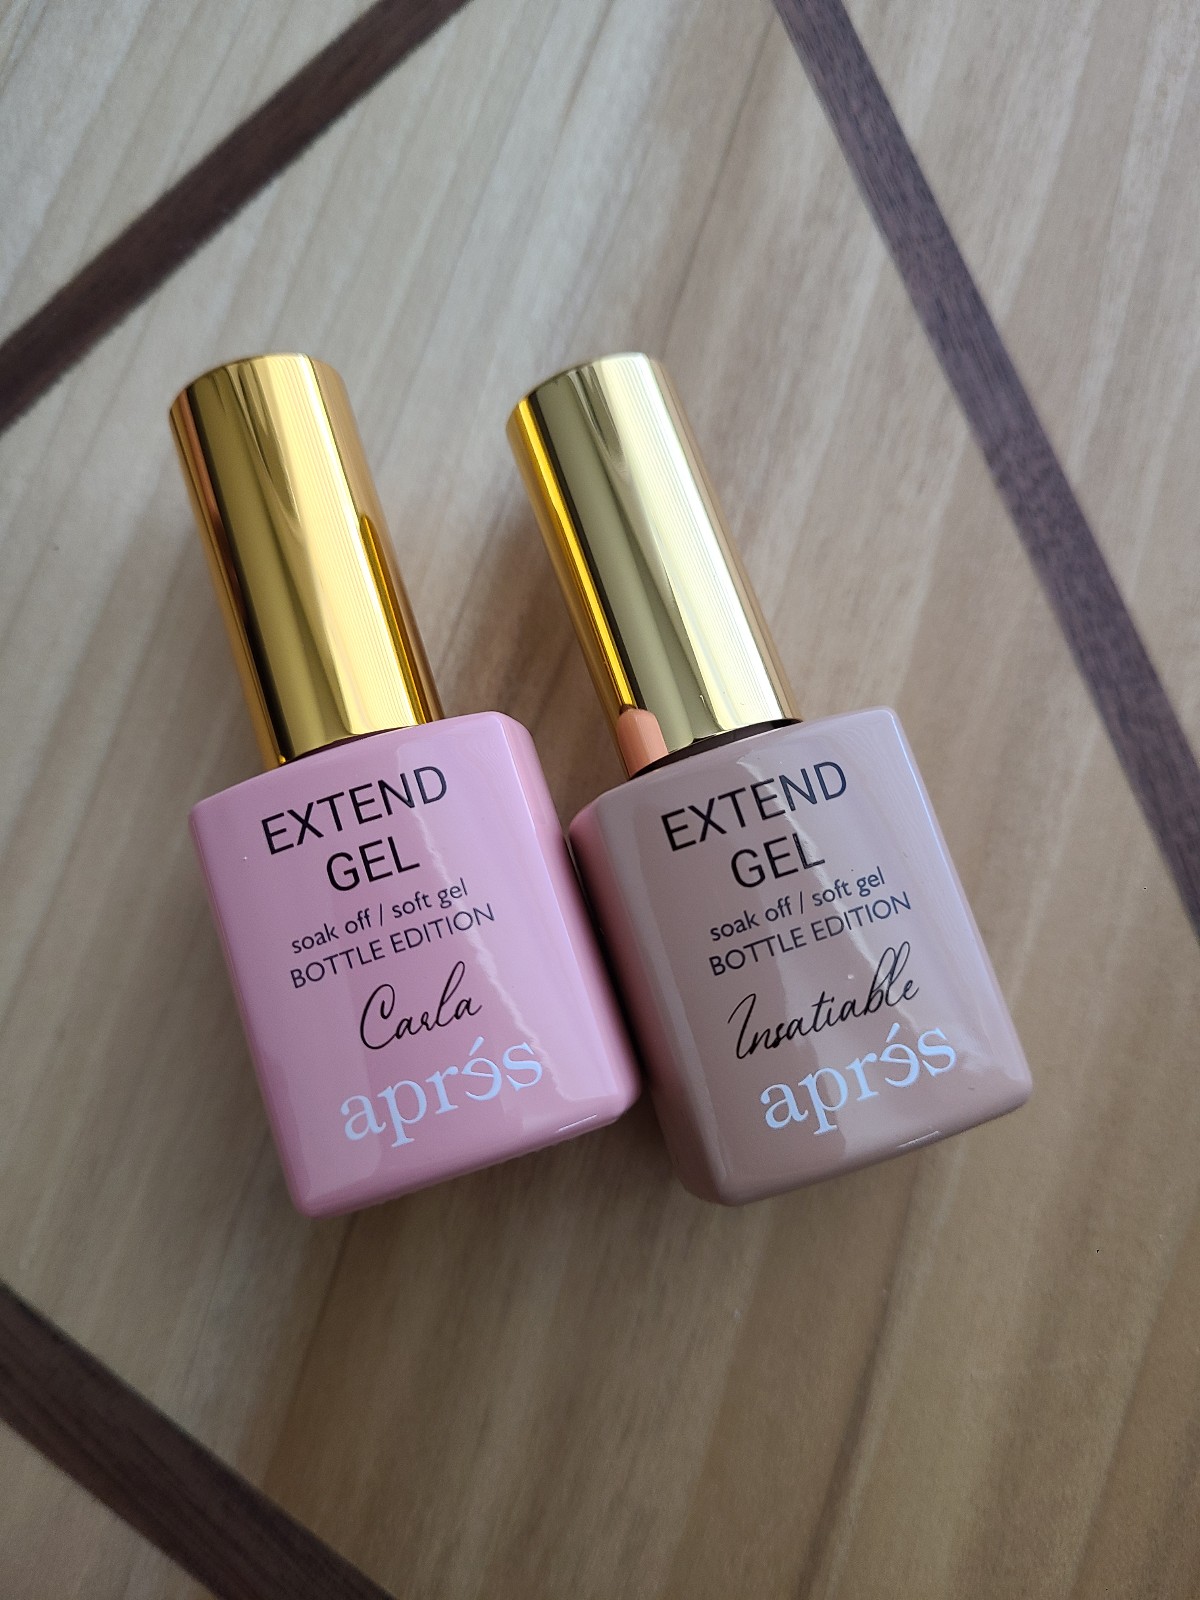 EXTEND
GEL
soak off / soft gel
BOTTLE EDITION
Carla
aprés
EXTEND
GEL
soak off / soft gel
BOTTLE EDITION
Insatiable
aprés